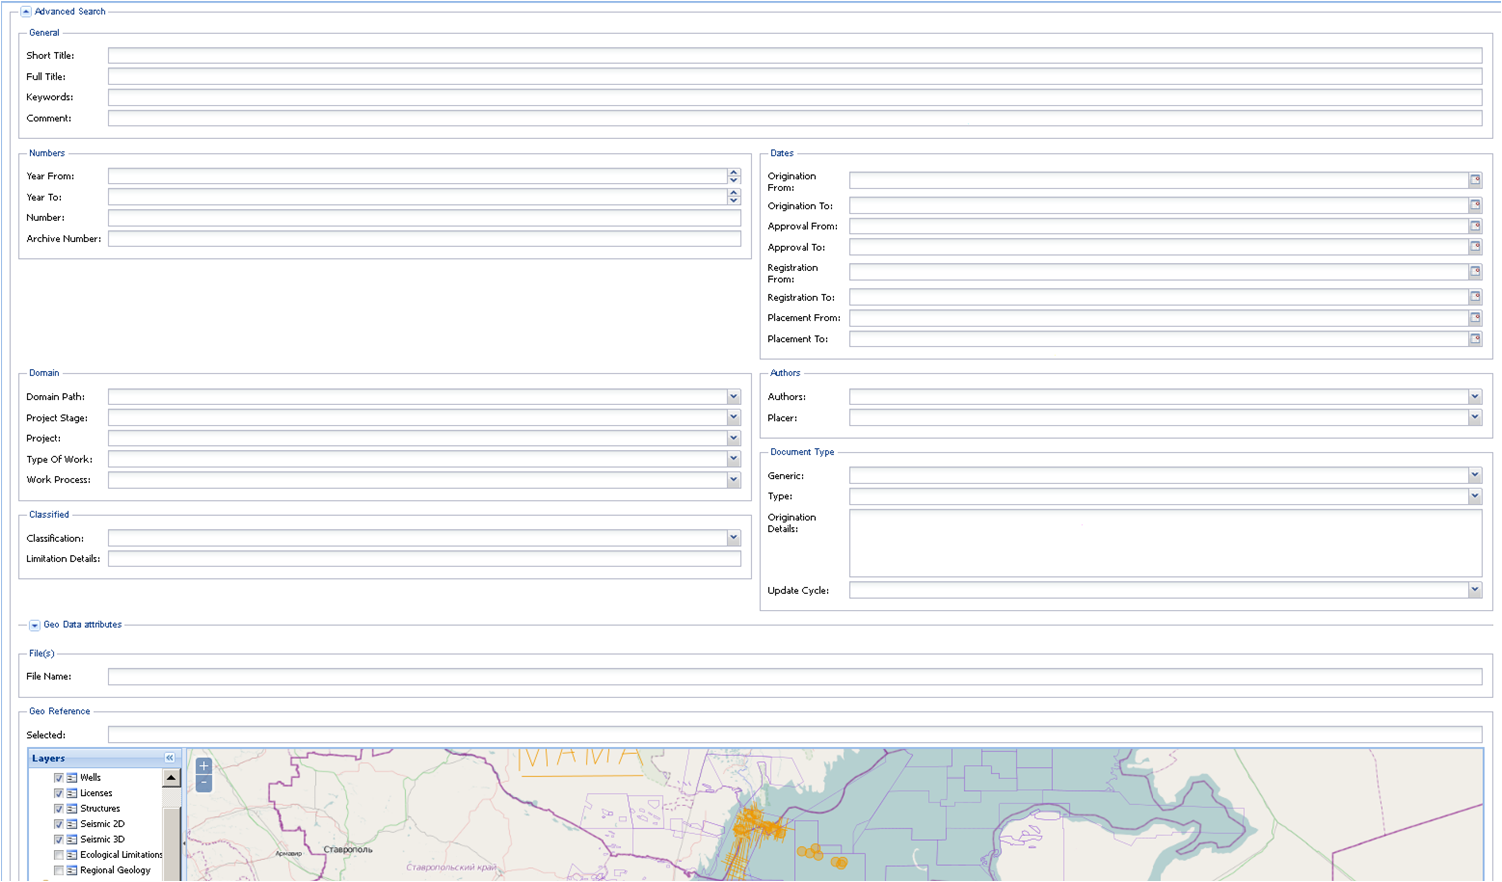 Advanced Search
General
Short Title:
Full Title:
Keywords:
Comment:
Numbers
Year From:
Year To:
Number:
Archive Number:
Dates
Origination
From:
Origination To:
Approval From:
Approval To:
Registration
From:
Registration To:
Placement From:
Placement To:
Domain
Domain Path:
Project Stage:
Project:
Type Of Work:
Work Process:
Authors
Authors:
Placer:
Document Type
Generic:
Type:
Origination
Details:
Update Cycle:
Classified
Classification:
Limitation Details:
Geo Data attributes
File(s)
File Name:
Geo Reference
Selected:
Layers
Wells
Licenses
Structures
Seismic 2D
Seismic 3D
Ecological Limitations
Regional Geology
МАМА
Армавир
Ставрополь
Ставропольский край